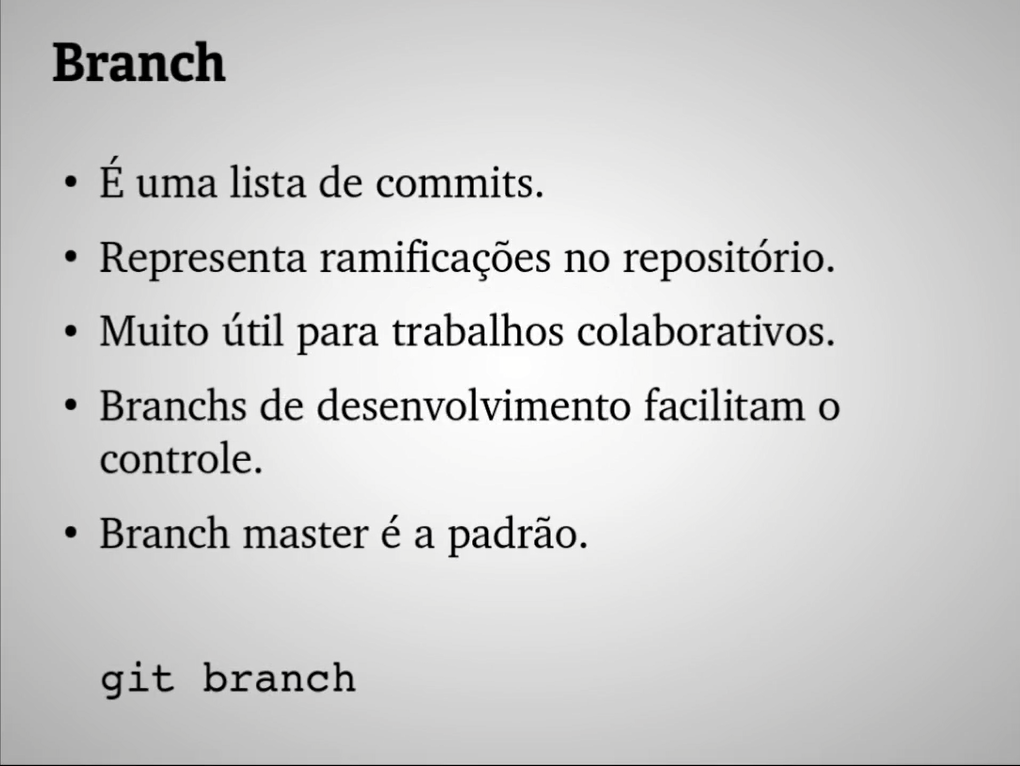 Branch
• É uma lista de commits.
• Representa ramificações no repositório.
• Muito útil para trabalhos colaborativos.
• Branchs de desenvolvimento facilitam o
controle.
• Branch master é a padrão.
git branch